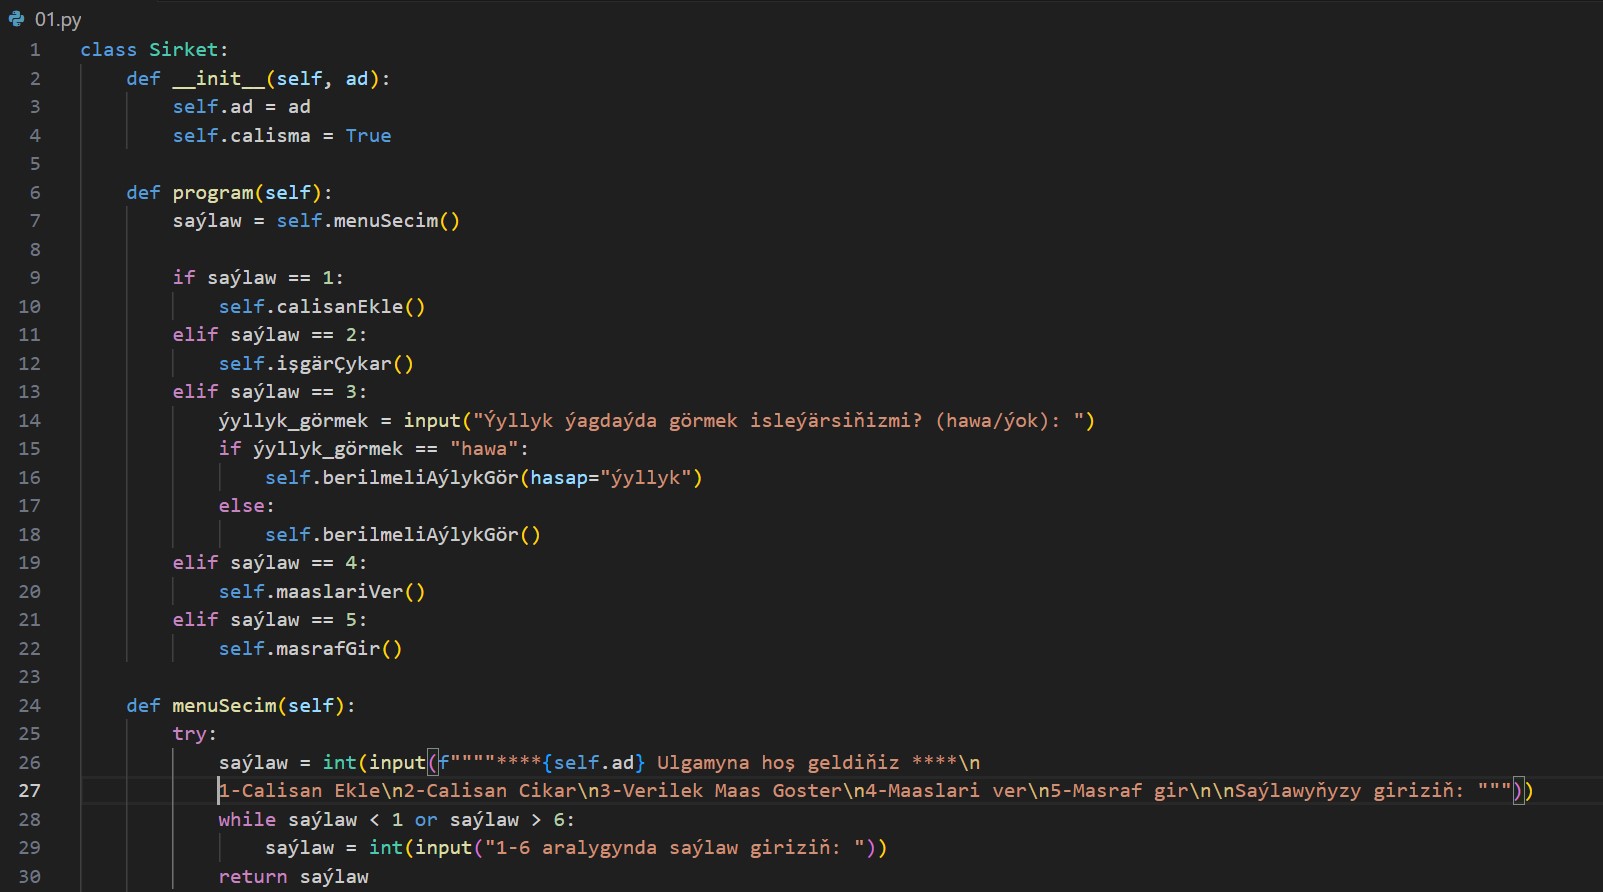 01.py
1 class Sirket:
2     def __init__(self, ad):
3         self.ad = ad
4         self.calisma = True
5
6     def program(self):
7         saýlaw = self.menuSecim()
8
9         if saýlaw == 1:
10             self.calisanEkle()
11         elif saýlaw == 2:
12             self.işgärÇykar()
13         elif saýlaw == 3:
14             ýyllyk_görmek = input("Ýyllyk ýagdaýda görmek isleýärsiňizmi? (hawa/ýok): ")
15             if ýyllyk_görmek == "hawa":
16                 self.berilmeliAýlykGör(hasap="ýyllyk")
17             else:
18                 self.berilmeliAýlykGör()
19         elif saýlaw == 4:
20             self.maaslariVer()
21         elif saýlaw == 5:
22             self.masrafGir()
23
24     def menuSecim(self):
25         try:
26             saýlaw = int(input(f""""****{self.ad} Ulgamyna hoş geldiňiz ****\n
27             1-Calisan Ekle\n2-Calisan Cikar\n3-Verilek Maas Goster\n4-Maaslari ver\n5-Masraf gir\n\nSaýlawyňyzy giriziň: """))
28             while saýlaw < 1 or saýlaw > 6:
29                 saýlaw = int(input("1-6 aralygynda saýlaw giriziň: "))
30             return saýlaw